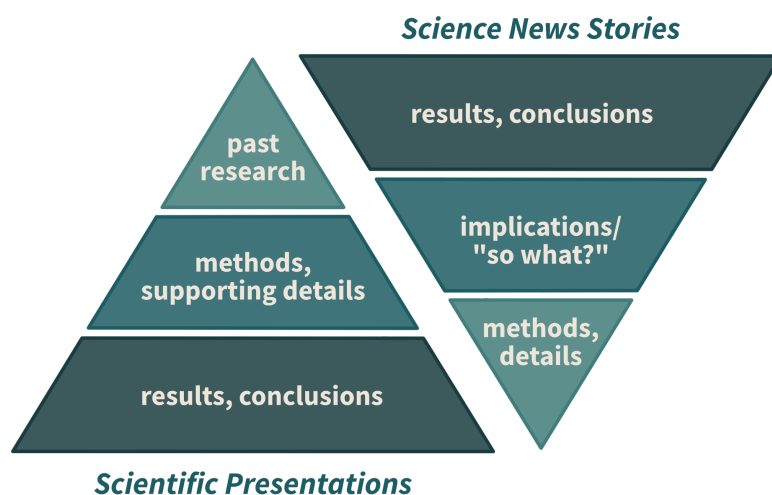 Science News Stories
results, conclusions
implications/
"so what?"
methods,
details
past
research
methods,
supporting details
results, conclusions
Scientific Presentations